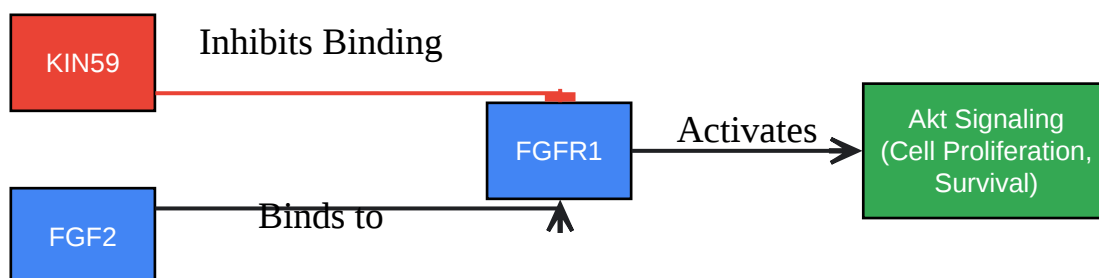 KIN59
Inhibits Binding
FGFR1
Activates
Akt Signaling
(Cell Proliferation,
Survival)
FGF2
Binds to